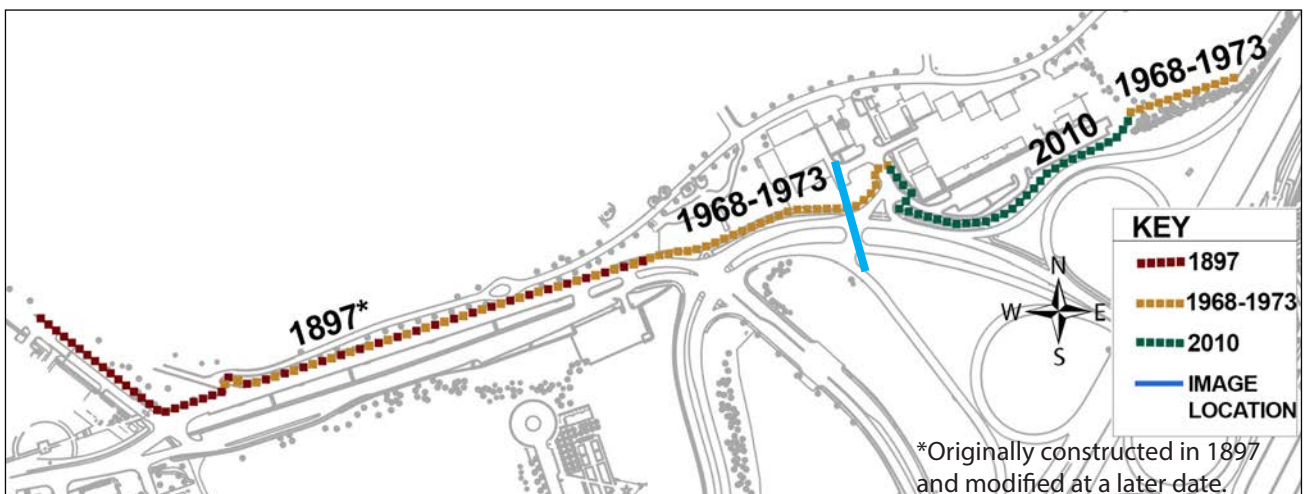 1968-1973
2010
1968-1973
1897*
KEY
1897
1968-1973
2010
IMAGE
LOCATION
N
W E
S
*Originally constructed in 1897
and modified at a later date.